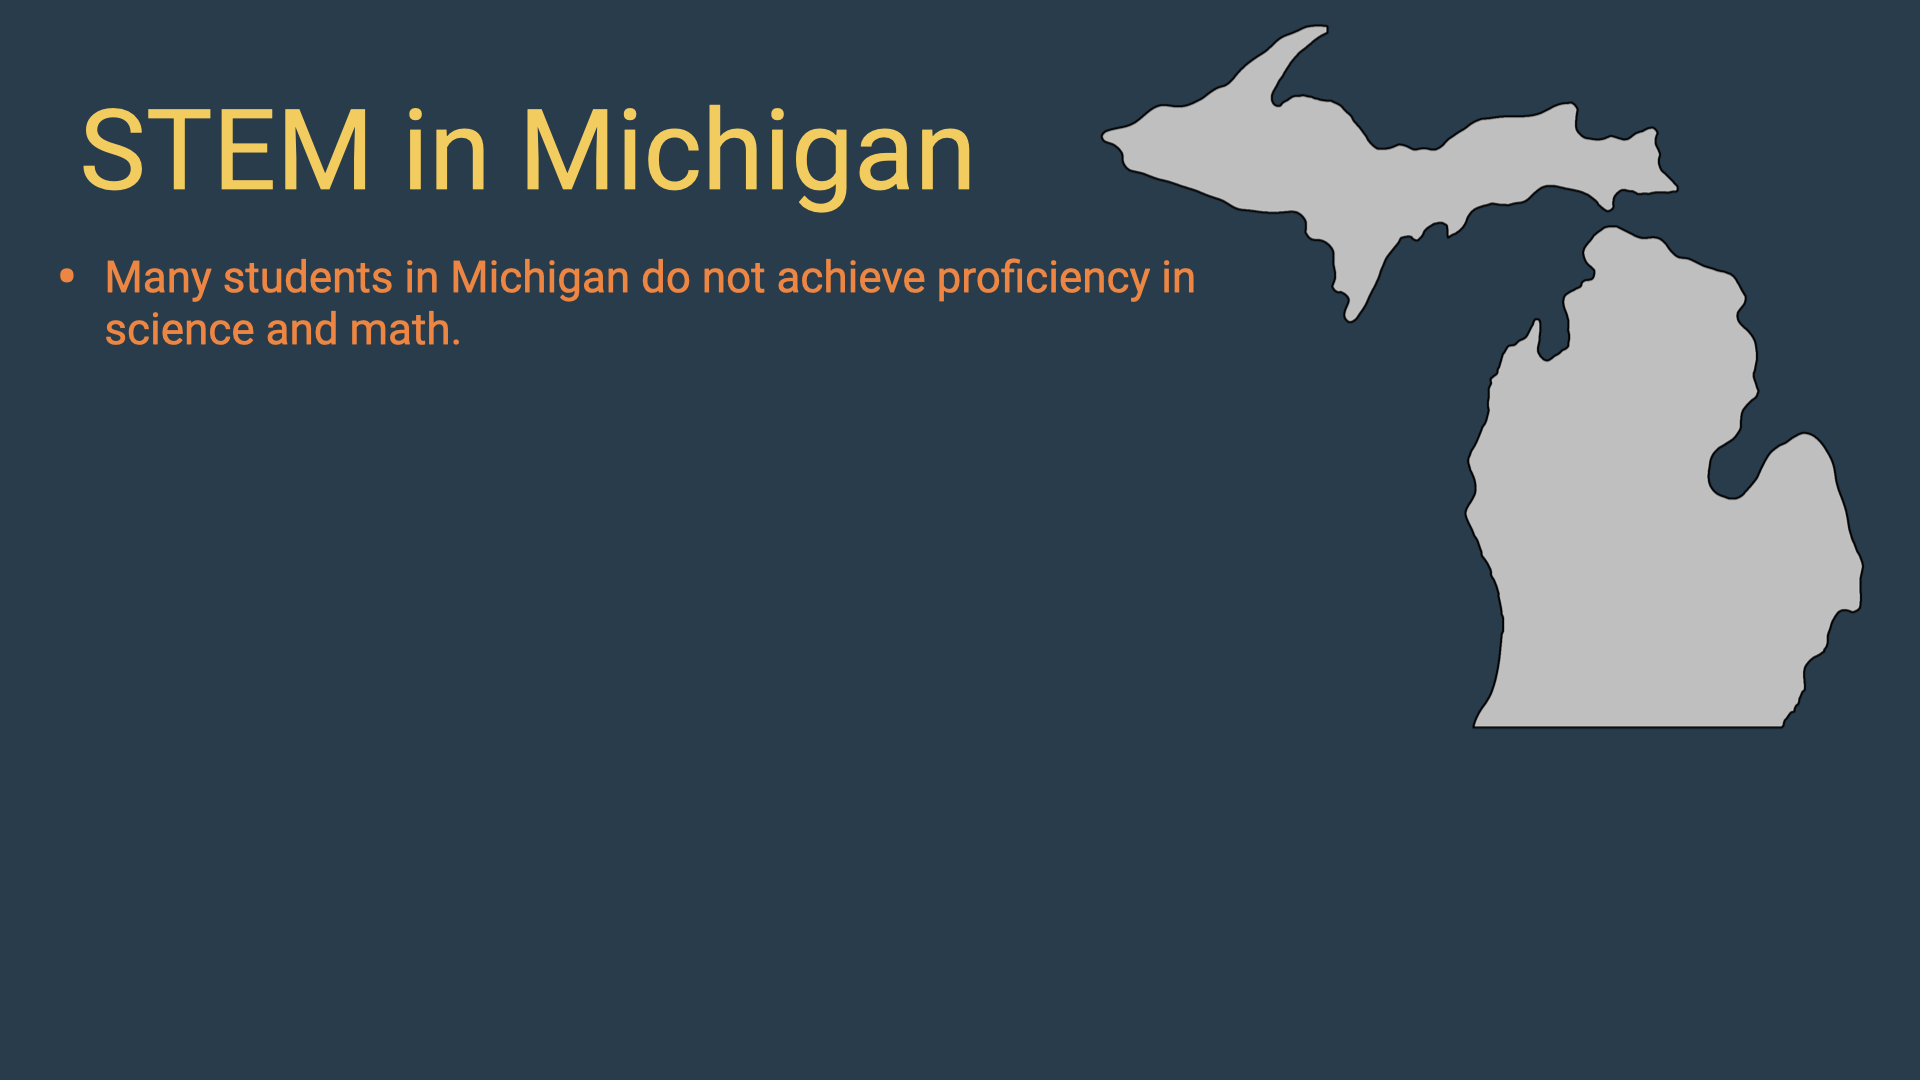 STEM in Michigan
• Many students in Michigan do not achieve proficiency in
science and math.